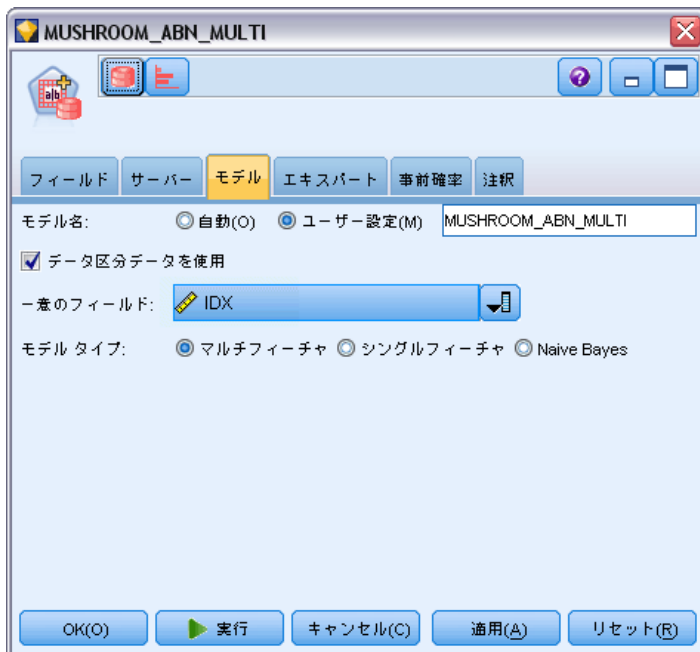 MUSHROOM_ABN_MULTI
a|b
フィールド サーバー モデル エキスパート 事前確率 注釈
モデル名: 自動(O) ユーザー設定(M) MUSHROOM_ABN_MULTI
データ区分データを使用
一意のフィールド: IDX
モデル タイプ: マルチフィーチャ シングルフィーチャ Naive Bayes
OK(O) 実行 キャンセル(C) 適用(A) リセット(R)